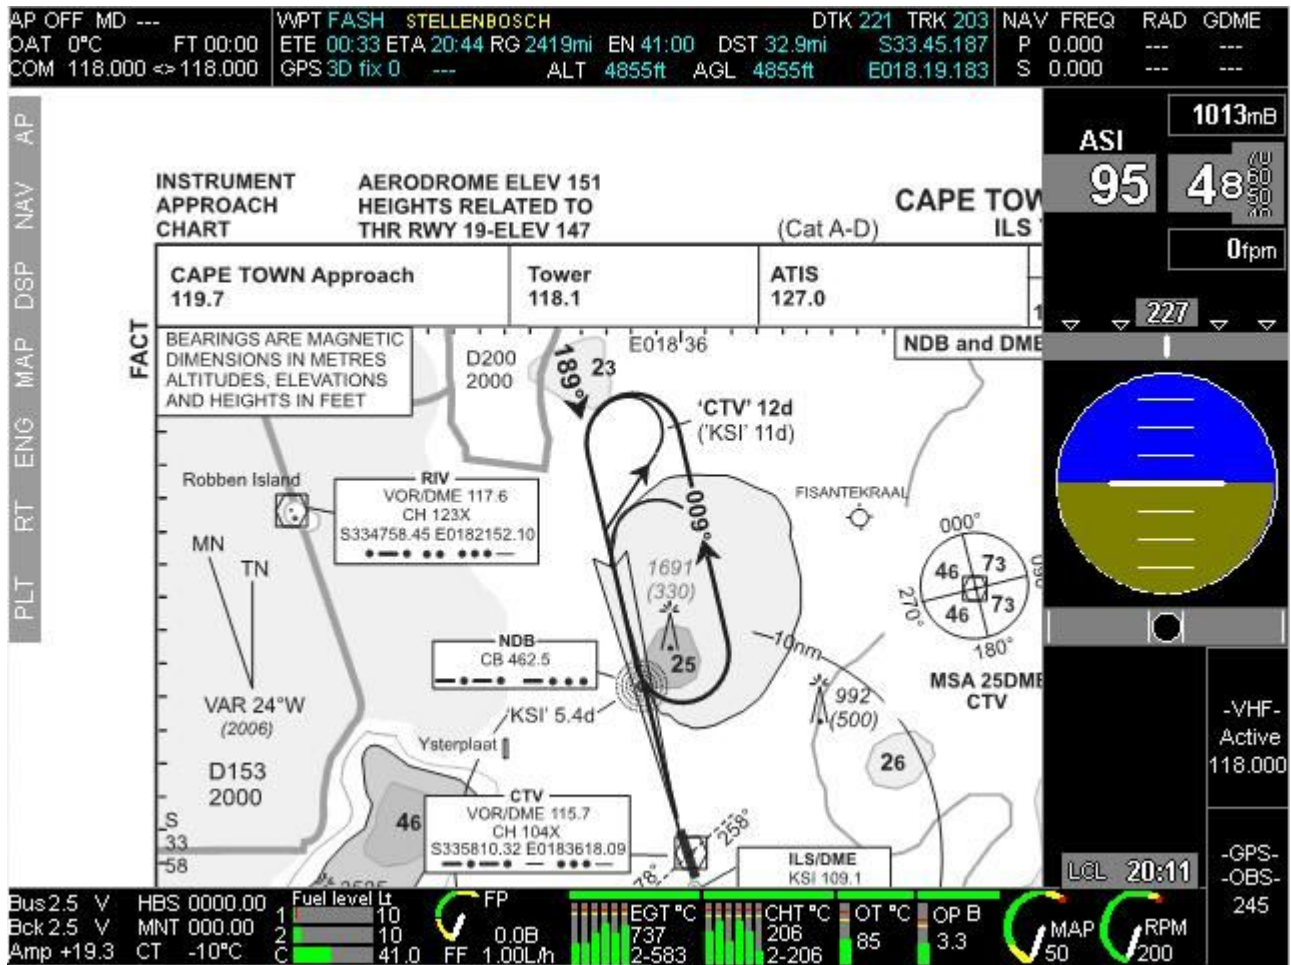 AP OFF MD --- WPT FASH STELLENBOSCH DTK 221 TRK 203 NAV FREQ RAD GDME
OAT 0°C FT 00:00 ETE 00:33 ETA 20:44 RG 2419mi EN 41:00 DST 32.9mi S33.45.187 P 0.000 --- ---
COM 118.000 <> 118.000 GPS 3D fix 0 --- ALT 4855ft AGL 4855ft E018.19.183 S 0.000 --- ---
AP
NAV
DSP
MAP
ENG
RT
PLT
INSTRUMENT
APPROACH
CHART
AERODROME ELEV 151
HEIGHTS RELATED TO
THR RWY 19-ELEV 147
(Cat A-D)
CAPE TOW
ILS
CAPE TOWN Approach
119.7
Tower
118.1
ATIS
127.0
FACT
BEARINGS ARE MAGNETIC
DIMENSIONS IN METRES
ALTITUDES, ELEVATIONS
AND HEIGHTS IN FEET
D200
2000
189°
23
E018 36
NDB and DME
'CTV' 12d
('KSI' 11d)
Robben Island
RIV
VOR/DME 117.6
CH 123X
S334758.45 E0182152.10
009°
FISANTEKRAAL
MN
TN
VAR 24°W
(2006)
1691
(330)
25
000°
090
180°
270°
46
73
46
73
MSA 25DME
CTV
NDB
CB 462.5
'KSI' 5.4d
10nm
992
(500)
26
Ysterplaat
D153
2000
S
33
58
46
CTV
VOR/DME 115.7
CH 104X
S335810.32 E0183618.09
258°
78°
ILS/DME
KSI 109.1
1013mB
ASI
95
48
0fpm
227
-VHF-
Active
118.000
LCL 20:11
-GPS-
-OBS-
245
Bus 2.5 V HBS 0000.00 Fuel level Lt FP EGT °C CHT °C OT °C OP B
Bck 2.5 V MNT 000.00 1 10 2 10 0.0B 737 206 85 3.3 MAP RPM
Amp +19.3 CT -10°C C 41.0 FF 1.00L/h 2-583 2-206 50 200